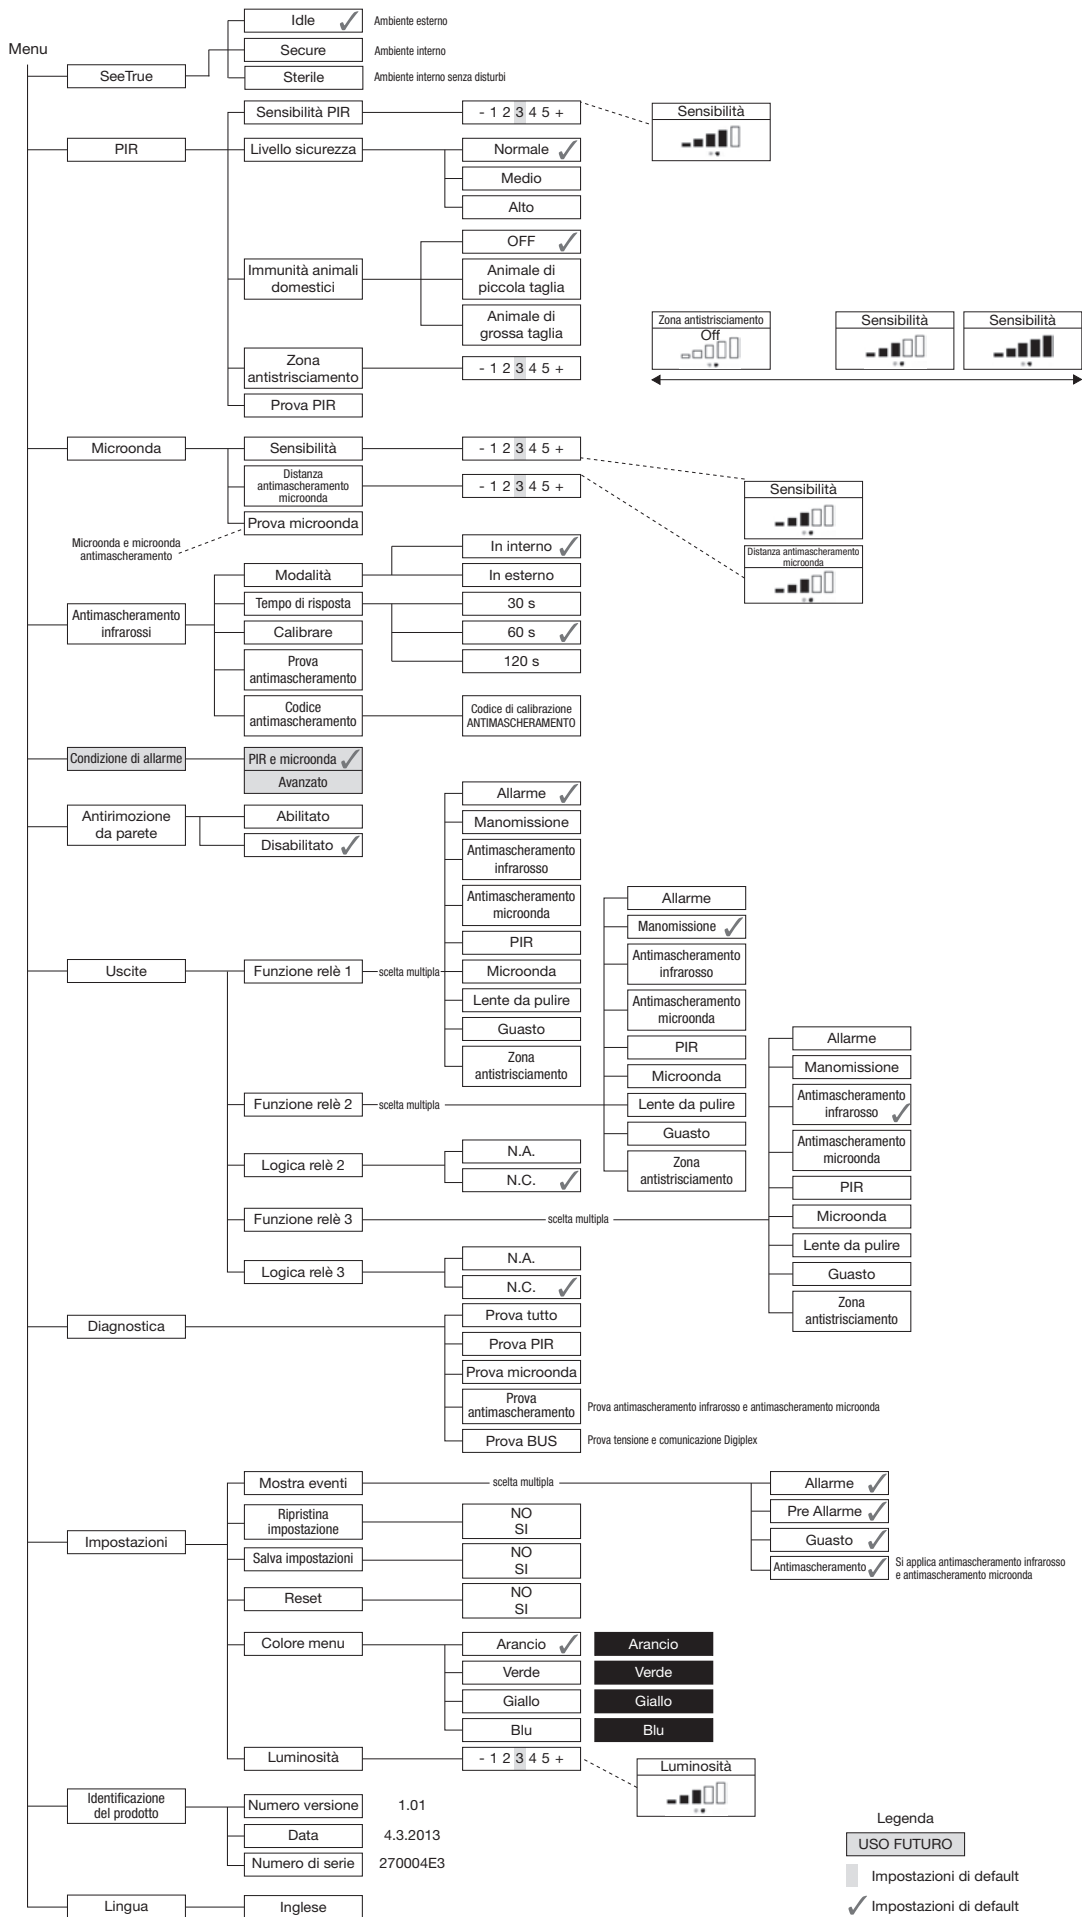 Menu
SeeTrue
Idle ✓ Ambiente esterno
Secure Ambiente interno
Sterile Ambiente interno senza disturbi
PIR
Sensibilità PIR
- 1 2 3 4 5 +
Sensibilità
Livello sicurezza
Normale ✓
Medio
Alto
Immunità animali
domestici
OFF ✓
Animale di
piccola taglia
Animale di
grossa taglia
Zona
antistrisciamento
- 1 2 3 4 5 +
Zona antistrisciamento
Off
Sensibilità
Sensibilità
Prova PIR
Microonda
Sensibilità
- 1 2 3 4 5 +
Distanza
antimascheramento
microonda
- 1 2 3 4 5 +
Prova microonda
Microonda e microonda
antimascheramento
Sensibilità
Distanza antimascheramento
microonda
Antimascheramento
infrarossi
Modalità
In interno ✓
In esterno
Tempo di risposta
30 s
60 s ✓
120 s
Calibrare
Prova
antimascheramento
Codice
antimascheramento
Codice di calibrazione
ANTIMASCHERAMENTO
Condizione di allarme
PIR e microonda ✓
Avanzato
Antirimozione
da parete
Abilitato
Disabilitato ✓
Uscite
Funzione relè 1
scelta multipla
Allarme ✓
Manomissione
Antimascheramento
infrarosso
Antimascheramento
microonda
PIR
Microonda
Lente da pulire
Guasto
Zona
antistrisciamento
Funzione relè 2
scelta multipla
Allarme
Manomissione ✓
Antimascheramento
infrarosso
Antimascheramento
microonda
PIR
Microonda
Lente da pulire
Guasto
Zona
antistrisciamento
Logica relè 2
N.A.
N.C. ✓
Funzione relè 3
scelta multipla
Allarme
Manomissione
Antimascheramento
infrarosso ✓
Antimascheramento
microonda
PIR
Microonda
Lente da pulire
Guasto
Zona
antistrisciamento
Logica relè 3
N.A.
N.C. ✓
Diagnostica
Prova tutto
Prova PIR
Prova microonda
Prova
antimascheramento
Prova antimascheramento infrarosso e antimascheramento microonda
Prova BUS
Prova tensione e comunicazione Digiplex
Impostazioni
Mostra eventi
scelta multipla
Allarme ✓
Pre Allarme ✓
Guasto ✓
Antimascheramento ✓
Si applica antimascheramento infrarosso
e antimascheramento microonda
Ripristina
impostazione
NO
SI
Salva impostazioni
NO
SI
Reset
NO
SI
Colore menu
Arancio ✓ Arancio
Verde Verde
Giallo Giallo
Blu Blu
Luminosità
- 1 2 3 4 5 +
Luminosità
Identificazione
del prodotto
Numero versione 1.01
Data 4.3.2013
Numero di serie 270004E3
Lingua
Inglese
Legenda
USO FUTURO
Impostazioni di default
✓ Impostazioni di default